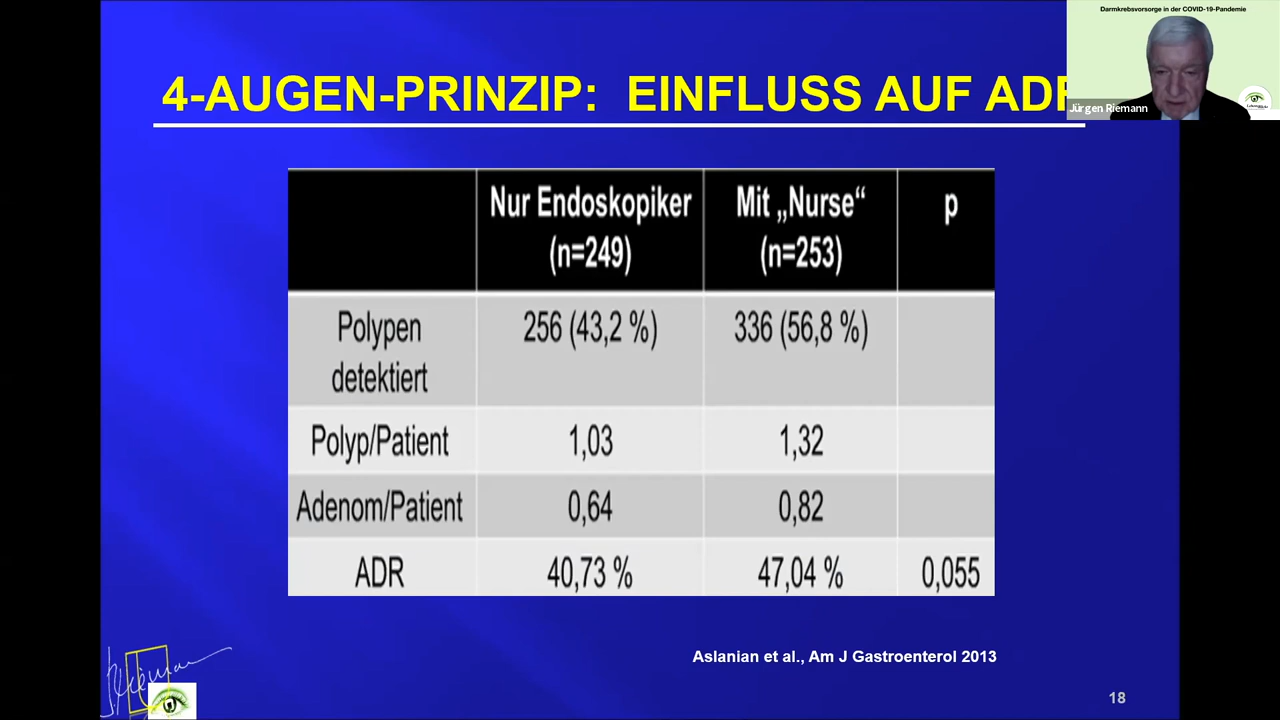 Darmkrebsvorsorge in der COVID-19-Pandemie
4-AUGEN-PRINZIP: EINFLUSS AUF ADR
Jürgen Riemann
Nur Endoskopiker Mit „Nurse“ p
(n=249) (n=253)
Polypen 256 (43,2 %) 336 (56,8 %)
detektiert
Polyp/Patient 1,03 1,32
Adenom/Patient 0,64 0,82
ADR 40,73 % 47,04 % 0,055
Aslanian et al., Am J Gastroenterol 2013
18